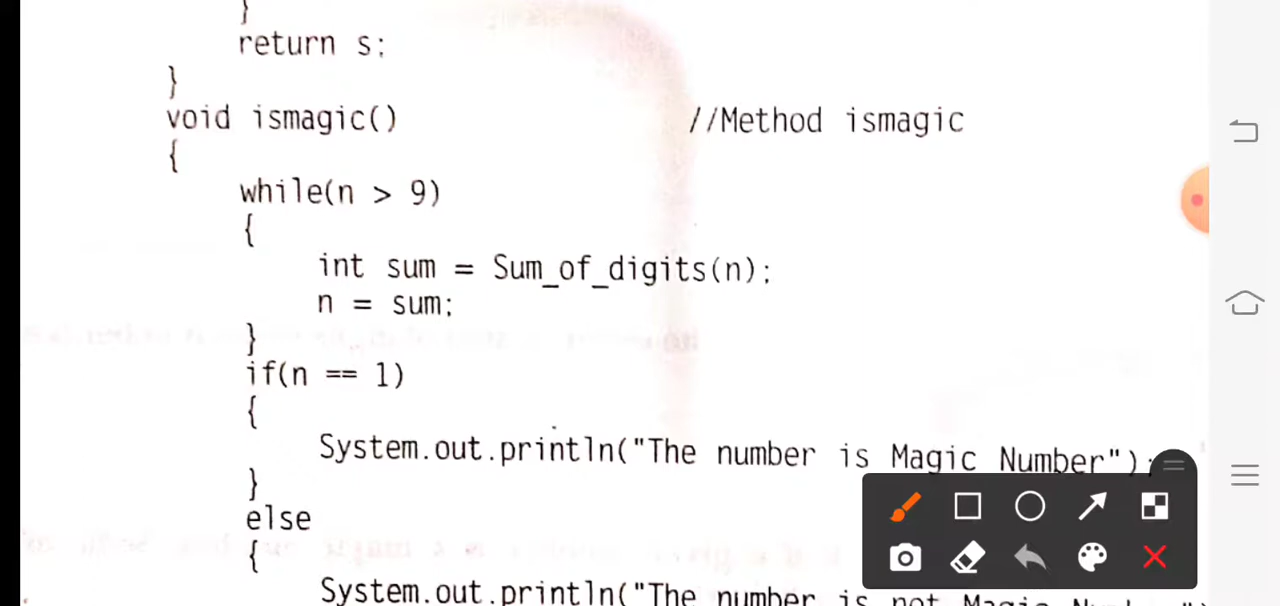 }
return s;
}
void ismagic() //Method ismagic
{
while(n > 9)
{
int sum = Sum_of_digits(n);
n = sum;
}
if(n == 1)
{
System.out.println("The number is Magic Number");
}
else
{
System.out.println("The number is not Magic